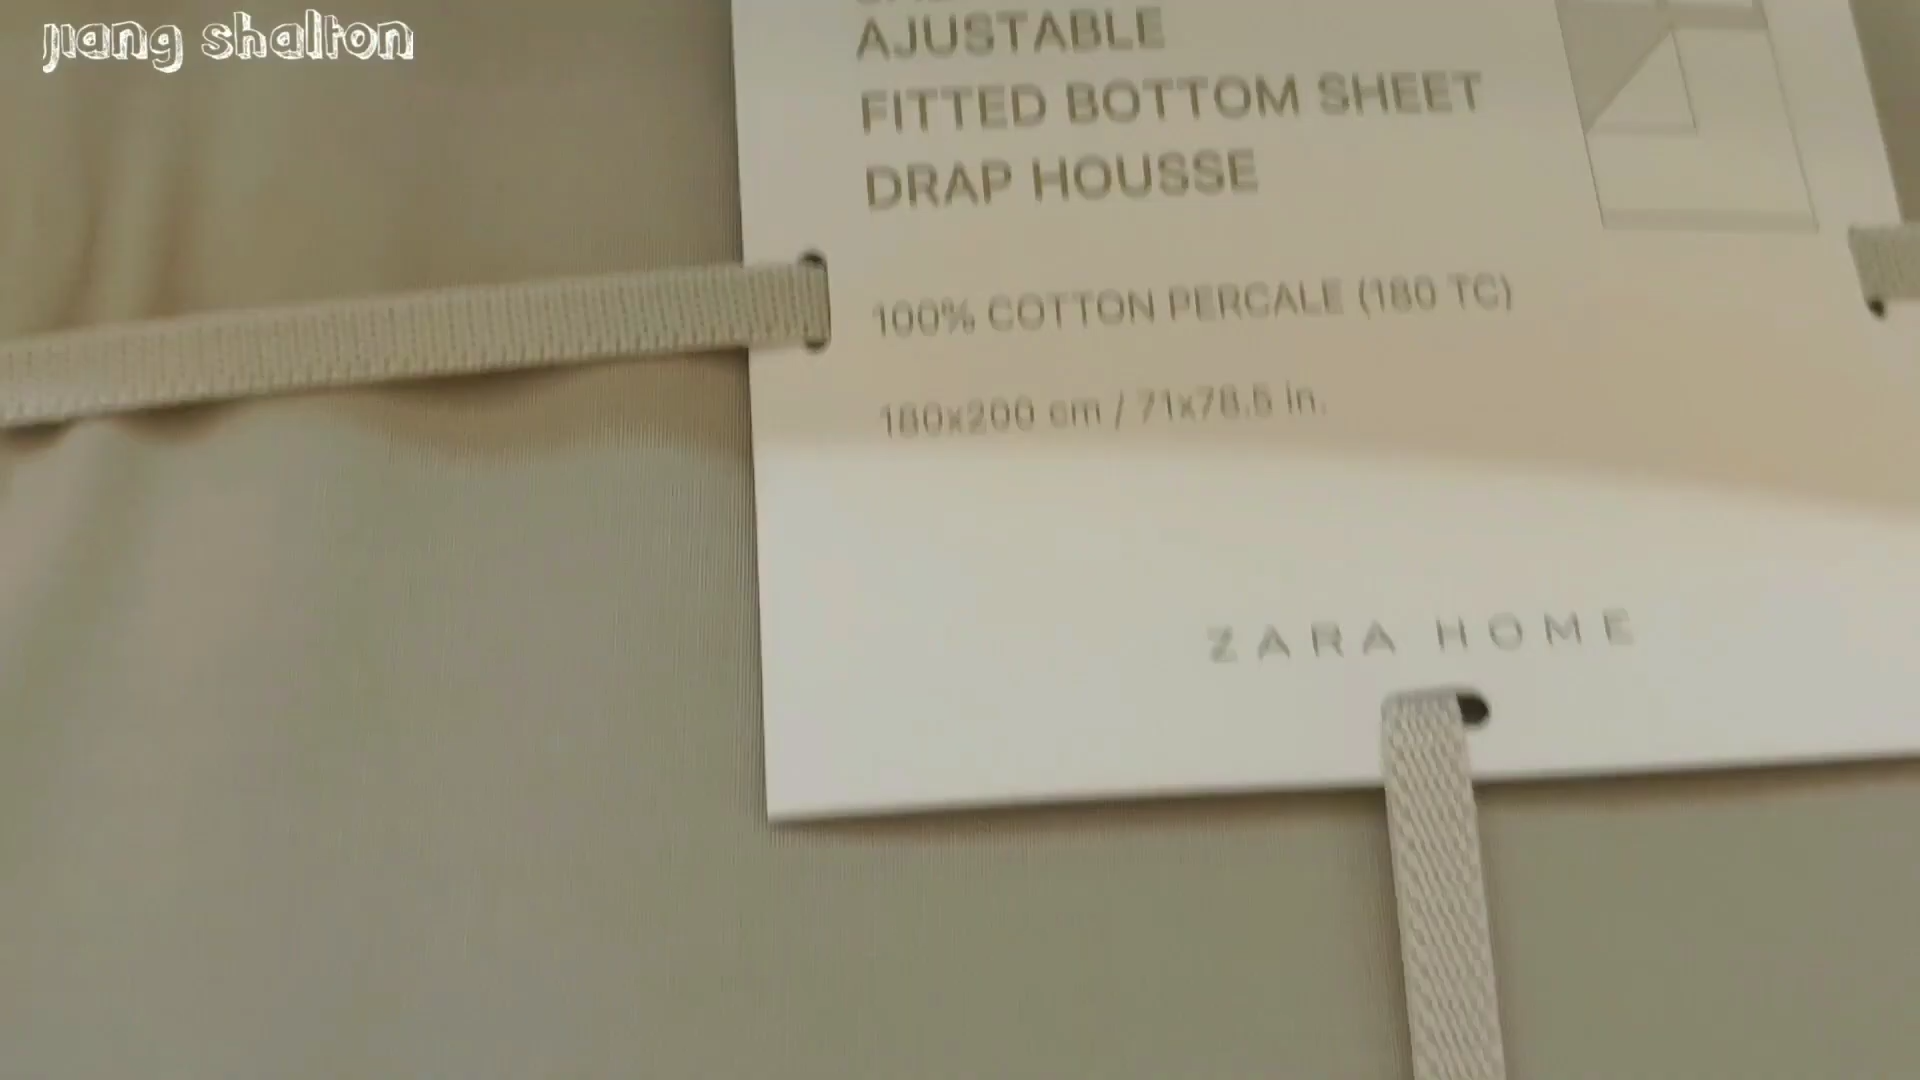 jiang shalton
AJUSTABLE
FITTED BOTTOM SHEET
DRAP HOUSSE
100% COTTON PERCALE (180 TC)
180x200 cm / 71x78.5 in.
ZARA HOME